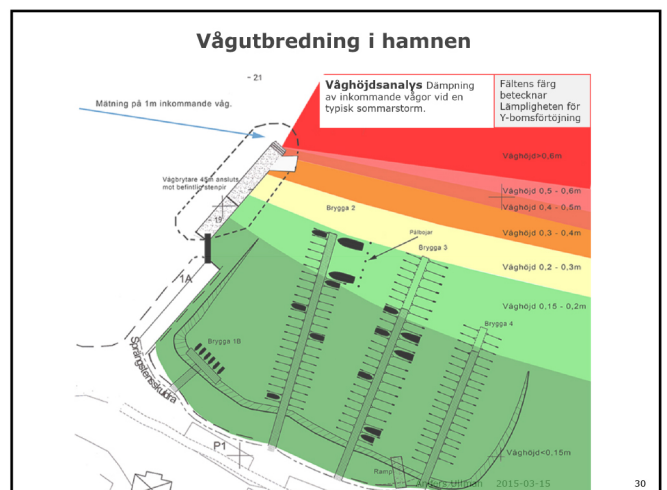 Vågutbredning i hamnen
- 21
Våghöjdsanalys Dämpning
av inkommande vågor vid en
typisk sommarstorm.
Fältens färg
betecknar
Lämpligheten för
Y-bomsförtöjning
Mätning på 1m inkommande våg.
Våghöjd>0,6m
Vågbrytare 45m ansluts
mot befintlig stenpir
Våghöjd 0,5 - 0,6m
Våghöjd 0,4 - 0,5m
Brygga 2
- 19
Pålbojar
Våghöjd 0,3 - 0,4m
Brygga 3
Våghöjd 0,2 - 0,3m
1A
Våghöjd 0,15 - 0,2m
Brygga 4
Brygga 1B
Sprängstensskuldra
P1
Våghöjd<0,15m
Ramp
Anders Ullman 2015-03-15
30